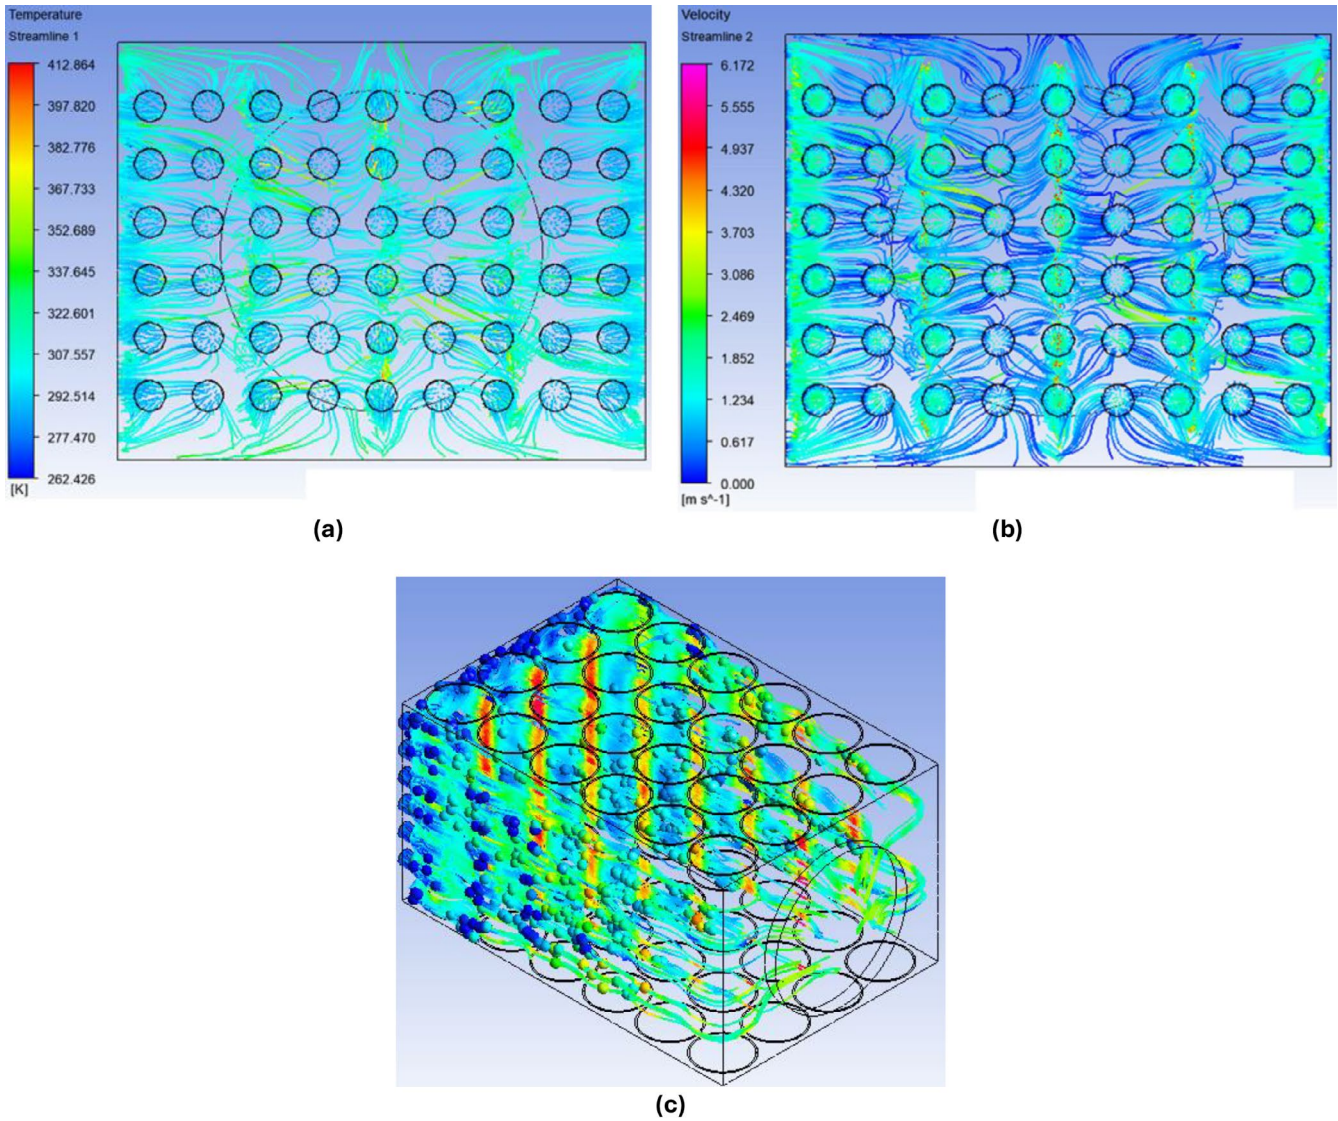 Temperature
Streamline 1
412.864
397.820
382.776
367.733
352.689
337.645
322.601
307.557
292.514
277.470
262.426
[K]
(a)
Velocity
Streamline 2
6.172
5.555
4.937
4.320
3.703
3.086
2.469
1.852
1.234
0.617
0.000
[m s^-1]
(b)
(c)